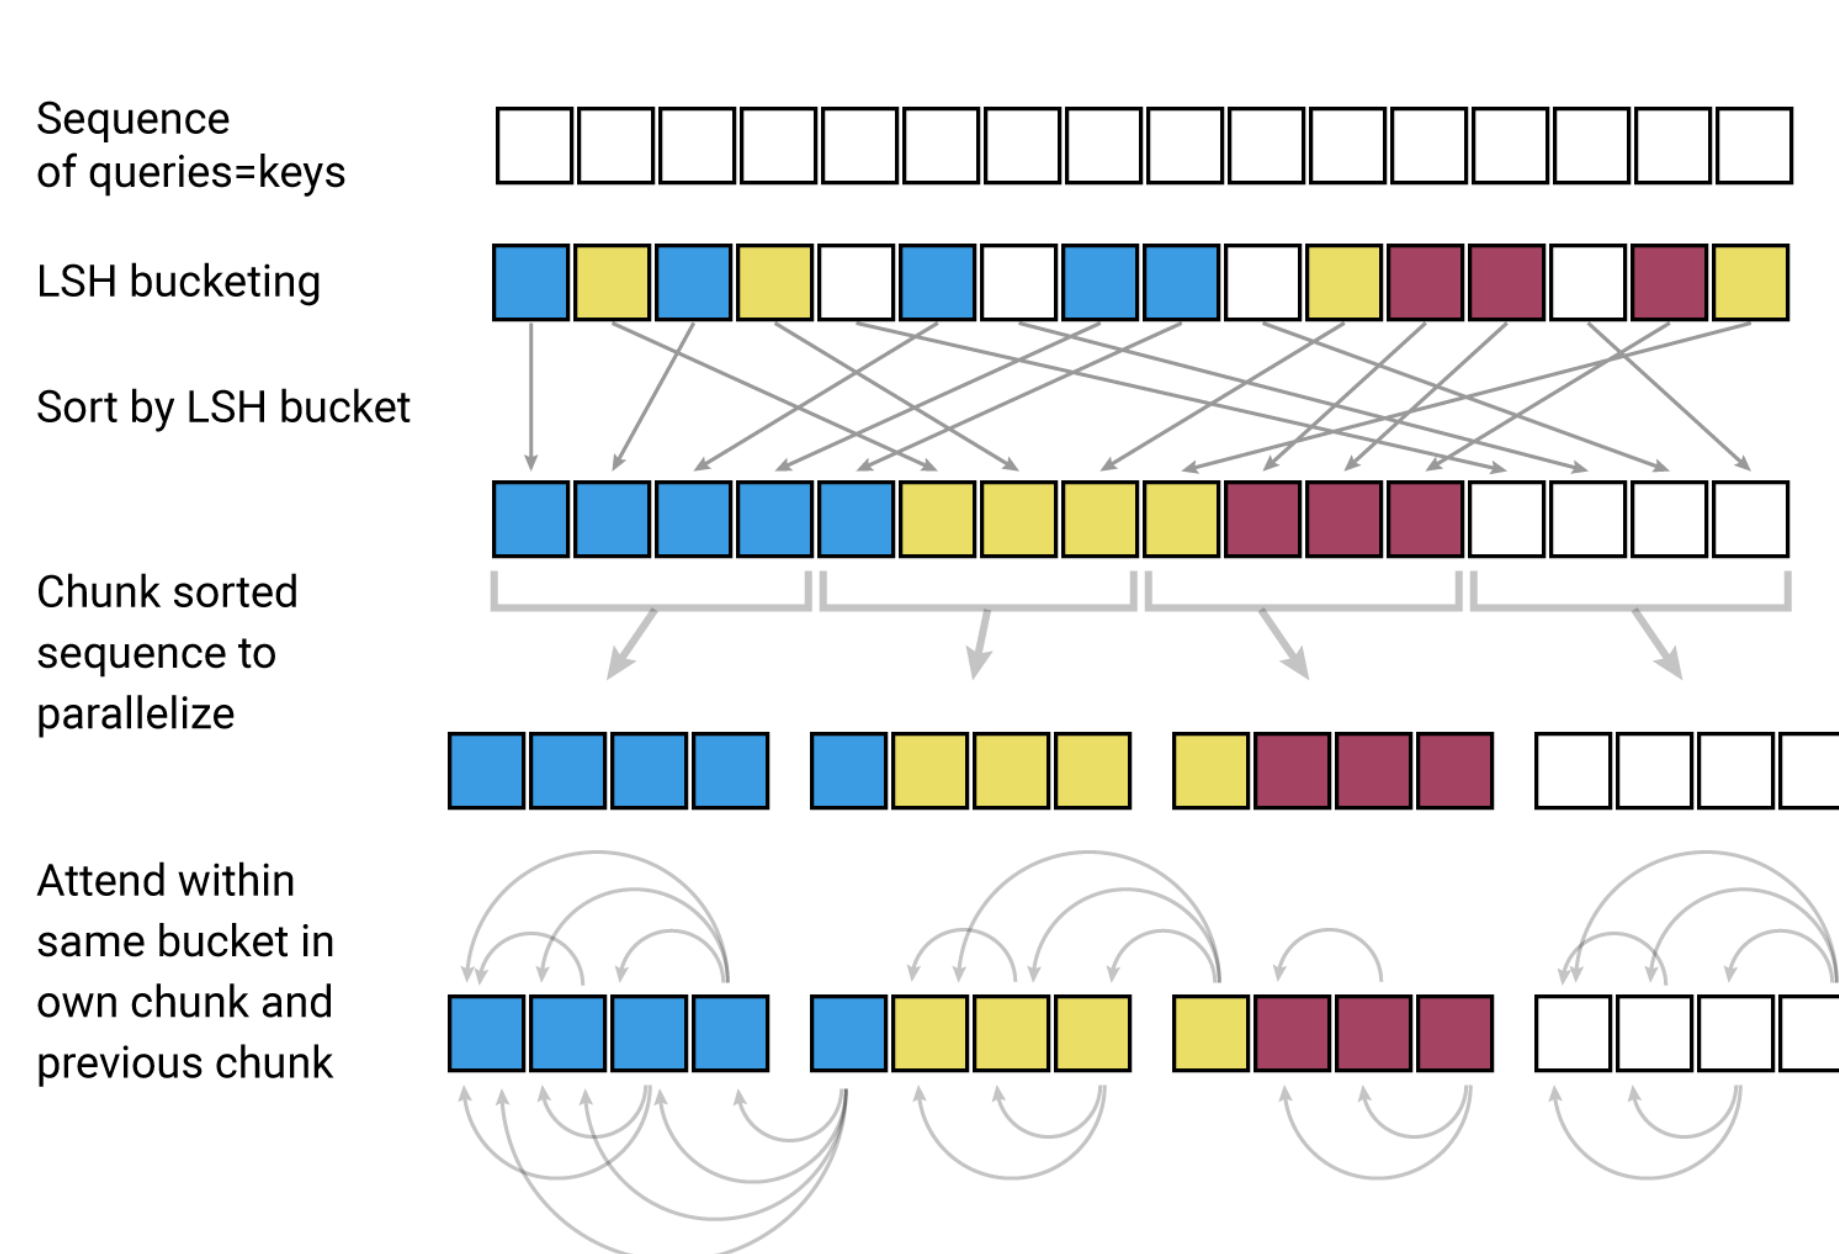 Sequence
of queries=keys
LSH bucketing
Sort by LSH bucket
Chunk sorted
sequence to
parallelize
Attend within
same bucket in
own chunk and
previous chunk